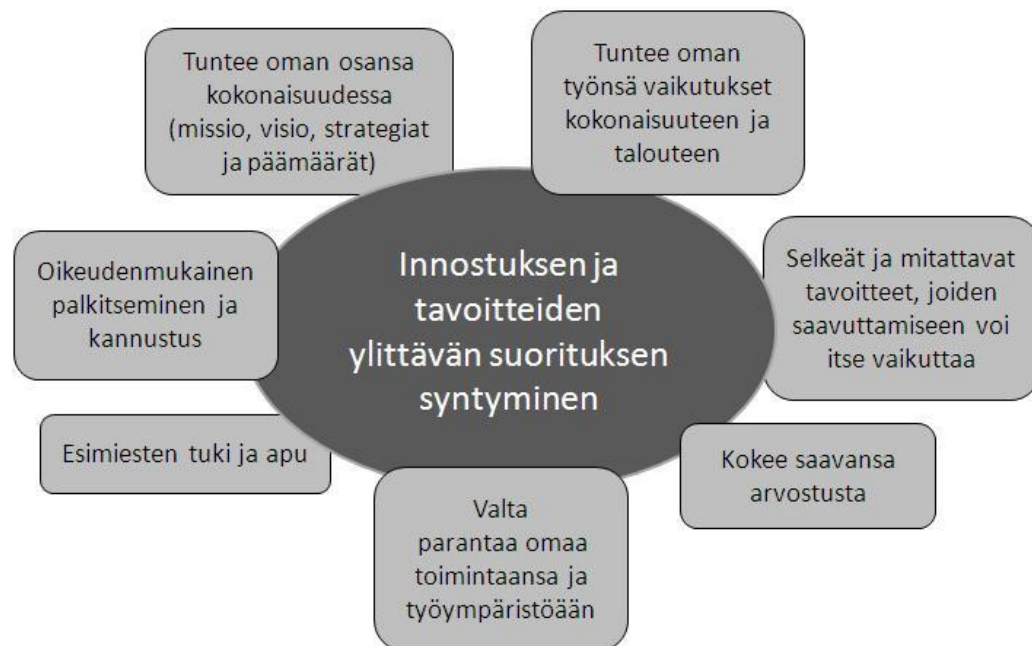 Tuntee oman osansa
kokonaisuudessa
(missio, visio, strategiat
ja päämäärät)
Tuntee oman
työnsä vaikutukset
kokonaisuuteen ja
talouteen
Oikeudenmukainen
palkitseminen ja
kannustus
Innostuksen ja
tavoitteiden
ylittävän suorituksen
syntyminen
Selkeät ja mitattavat
tavoitteet, joiden
saavuttamiseen voi
itse vaikuttaa
Esimiesten tuki ja apu
Kokee saavansa
arvostusta
Valta
parantaa omaa
toimintaansa ja
työympäristöään